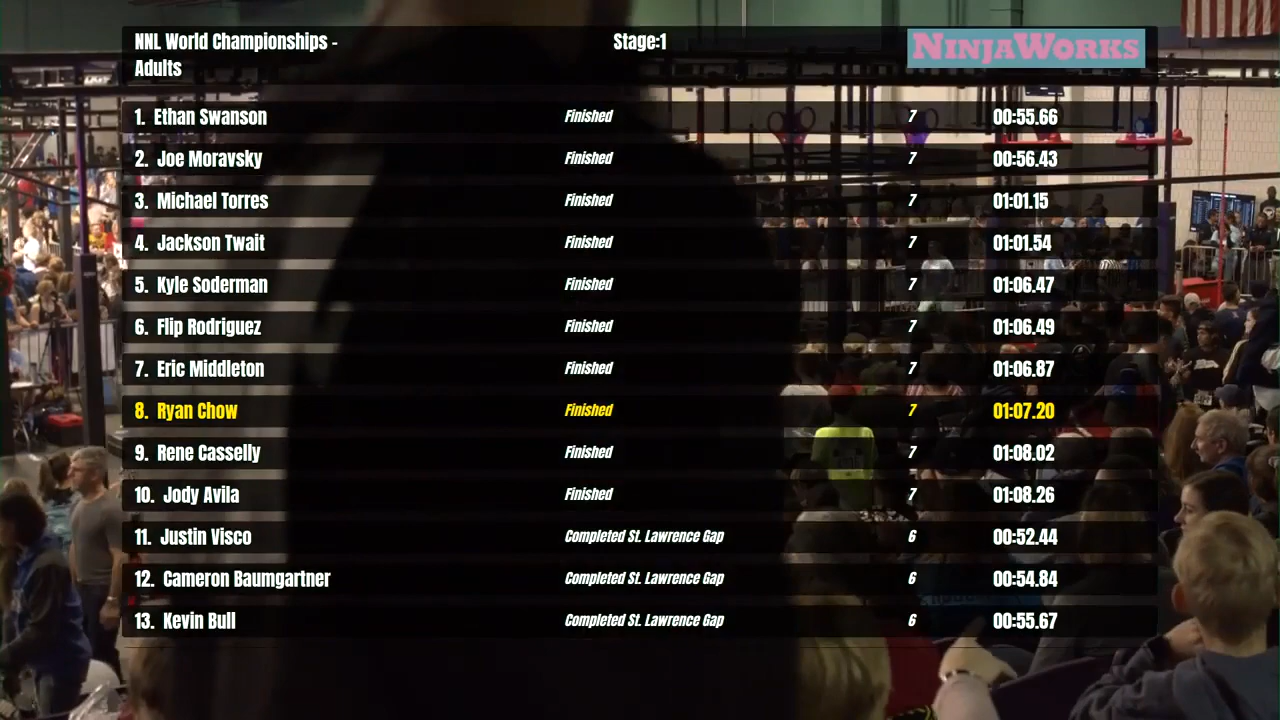 NNL World Championships -
Adults
Stage:1
NINJAWORKS
1. Ethan Swanson Finished 7 00:55.66
2. Joe Moravsky Finished 7 00:56.43
3. Michael Torres Finished 7 01:01.15
4. Jackson Twait Finished 7 01:01.54
5. Kyle Soderman Finished 7 01:06.47
6. Flip Rodriguez Finished 7 01:06.49
7. Eric Middleton Finished 7 01:06.87
8. Ryan Chow Finished 7 01:07.20
9. Rene Casselly Finished 7 01:08.02
10. Jody Avila Finished 7 01:08.26
11. Justin Visco Completed St. Lawrence Gap 6 00:52.44
12. Cameron Baumgartner Completed St. Lawrence Gap 6 00:54.84
13. Kevin Bull Completed St. Lawrence Gap 6 00:55.67